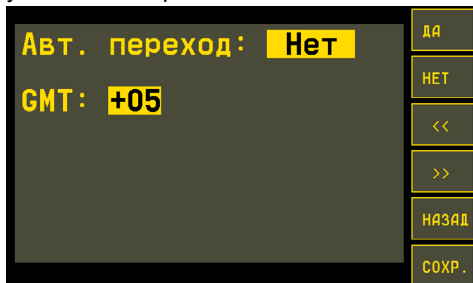 Авт. переход: Нет
GMT: +05
ДА
НЕТ
<<
>>
НАЗАД
СОХР.